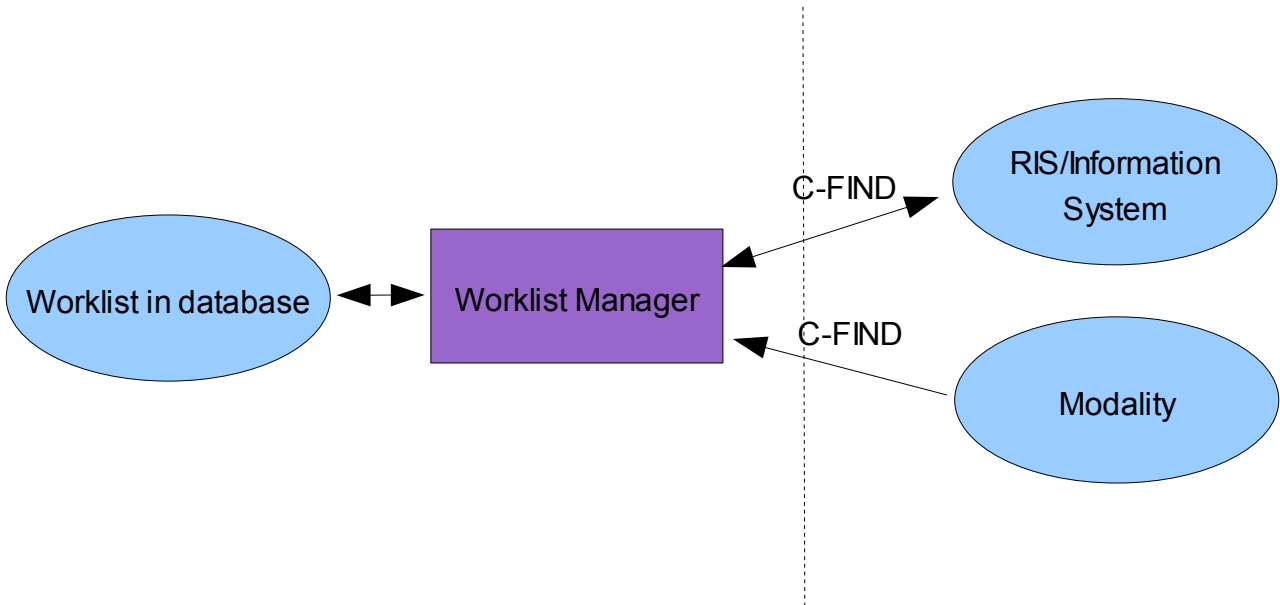 C-FIND
RIS/Information
System
Worklist in database
Worklist Manager
C-FIND
Modality